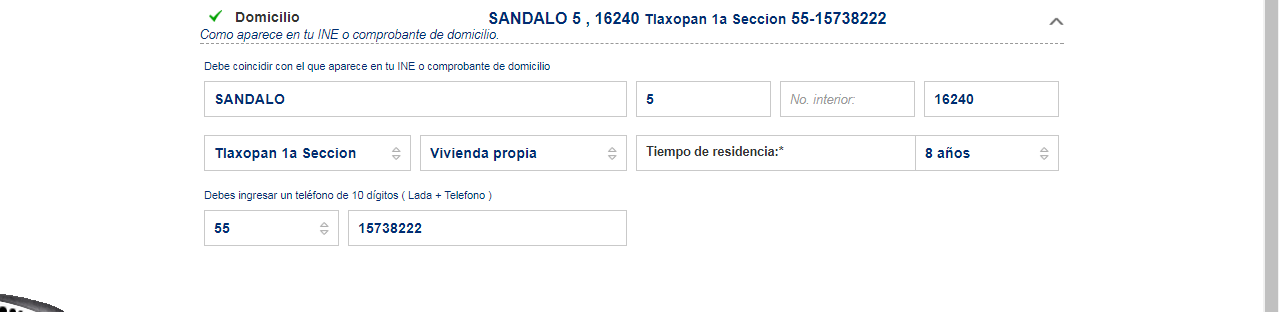 Domicilio SANDALO 5 , 16240 Tlaxopan 1a Seccion 55-15738222
Como aparece en tu INE o comprobante de domicilio.
Debe coincidir con el que aparece en tu INE o comprobante de domicilio
SANDALO 5 No. interior: 16240
Tlaxopan 1a Seccion Vivienda propia Tiempo de residencia:* 8 años
Debes ingresar un teléfono de 10 dígitos ( Lada + Telefono )
55 15738222